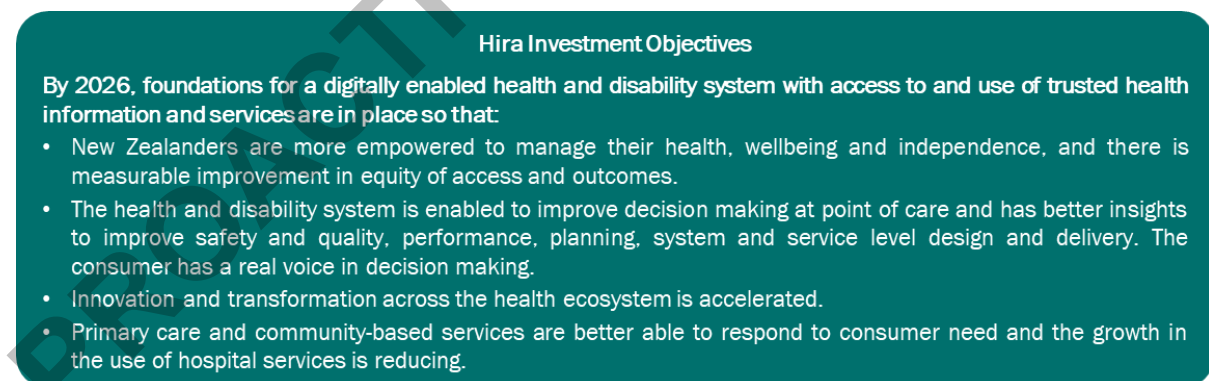 Hira Investment Objectives
By 2026, foundations for a digitally enabled health and disability system with access to and use of trusted health
information and services are in place so that:
• New Zealanders are more empowered to manage their health, wellbeing and independence, and there is
measurable improvement in equity of access and outcomes.
• The health and disability system is enabled to improve decision making at point of care and has better insights
to improve safety and quality, performance, planning, system and service level design and delivery. The
consumer has a real voice in decision making.
• Innovation and transformation across the health ecosystem is accelerated.
• Primary care and community-based services are better able to respond to consumer need and the growth in
the use of hospital services is reducing.
PROACTI